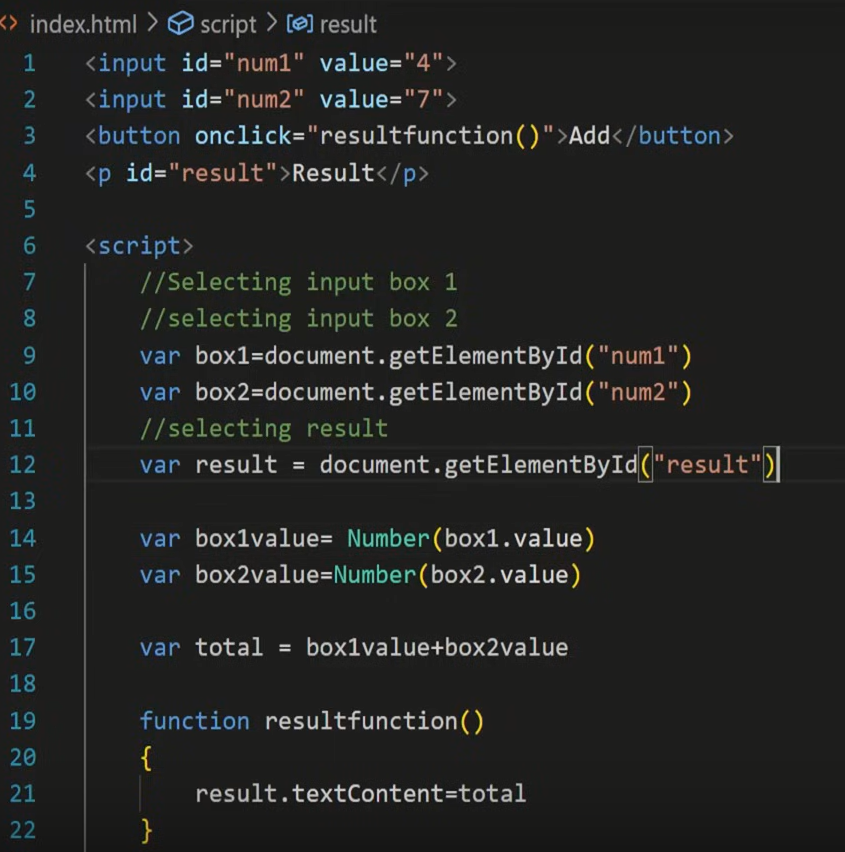 index.html > script > result
1 <input id="num1" value="4">
2 <input id="num2" value="7">
3 <button onclick="resultfunction()">Add</button>
4 <p id="result">Result</p>
5
6 <script>
7 //Selecting input box 1
8 //selecting input box 2
9 var box1=document.getElementById("num1")
10 var box2=document.getElementById("num2")
11 //selecting result
12 var result = document.getElementById("result")
13
14 var box1value= Number(box1.value)
15 var box2value=Number(box2.value)
16
17 var total = box1value+box2value
18
19 function resultfunction()
20 {
21 result.textContent=total
22 }